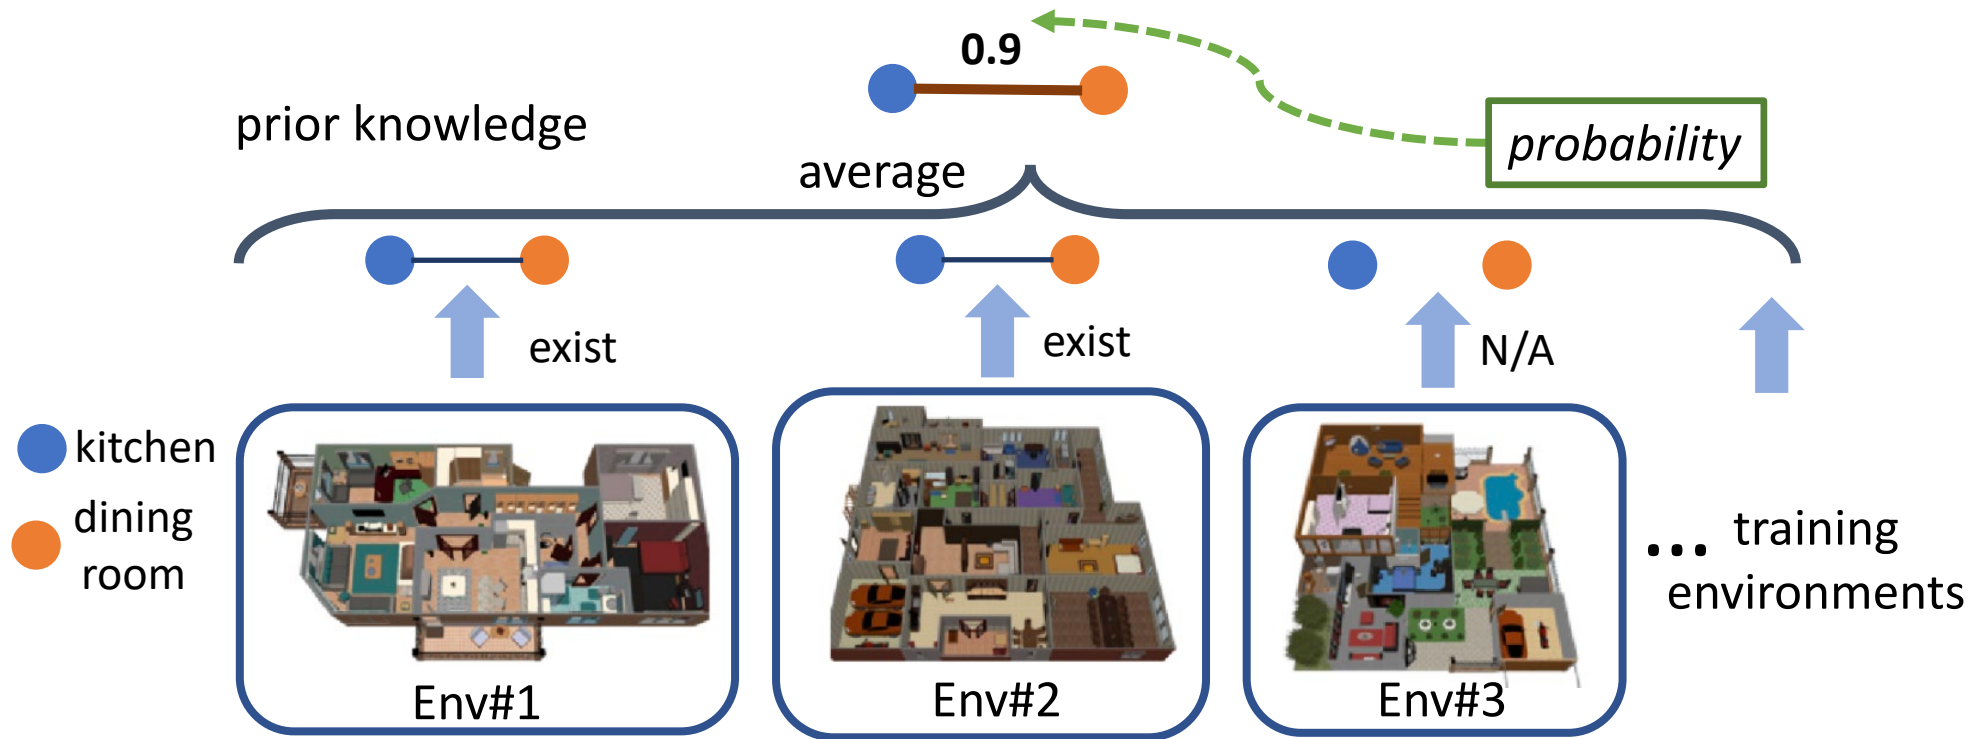 0.9
prior knowledge
probability
average
exist
exist
N/A
kitchen
dining
room
... training
environments
Env#1
Env#2
Env#3